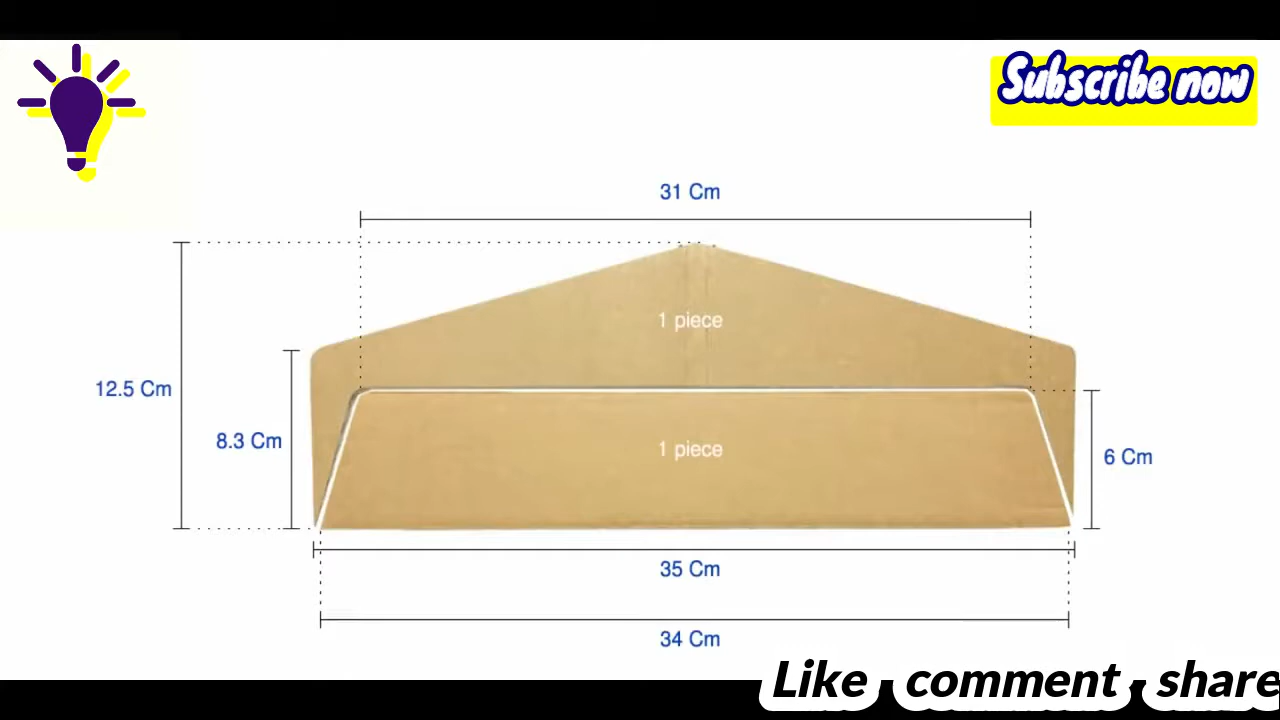 Subscribe now
31 Cm
1 piece
12.5 Cm
8.3 Cm
1 piece
6 Cm
35 Cm
34 Cm
Like comment share